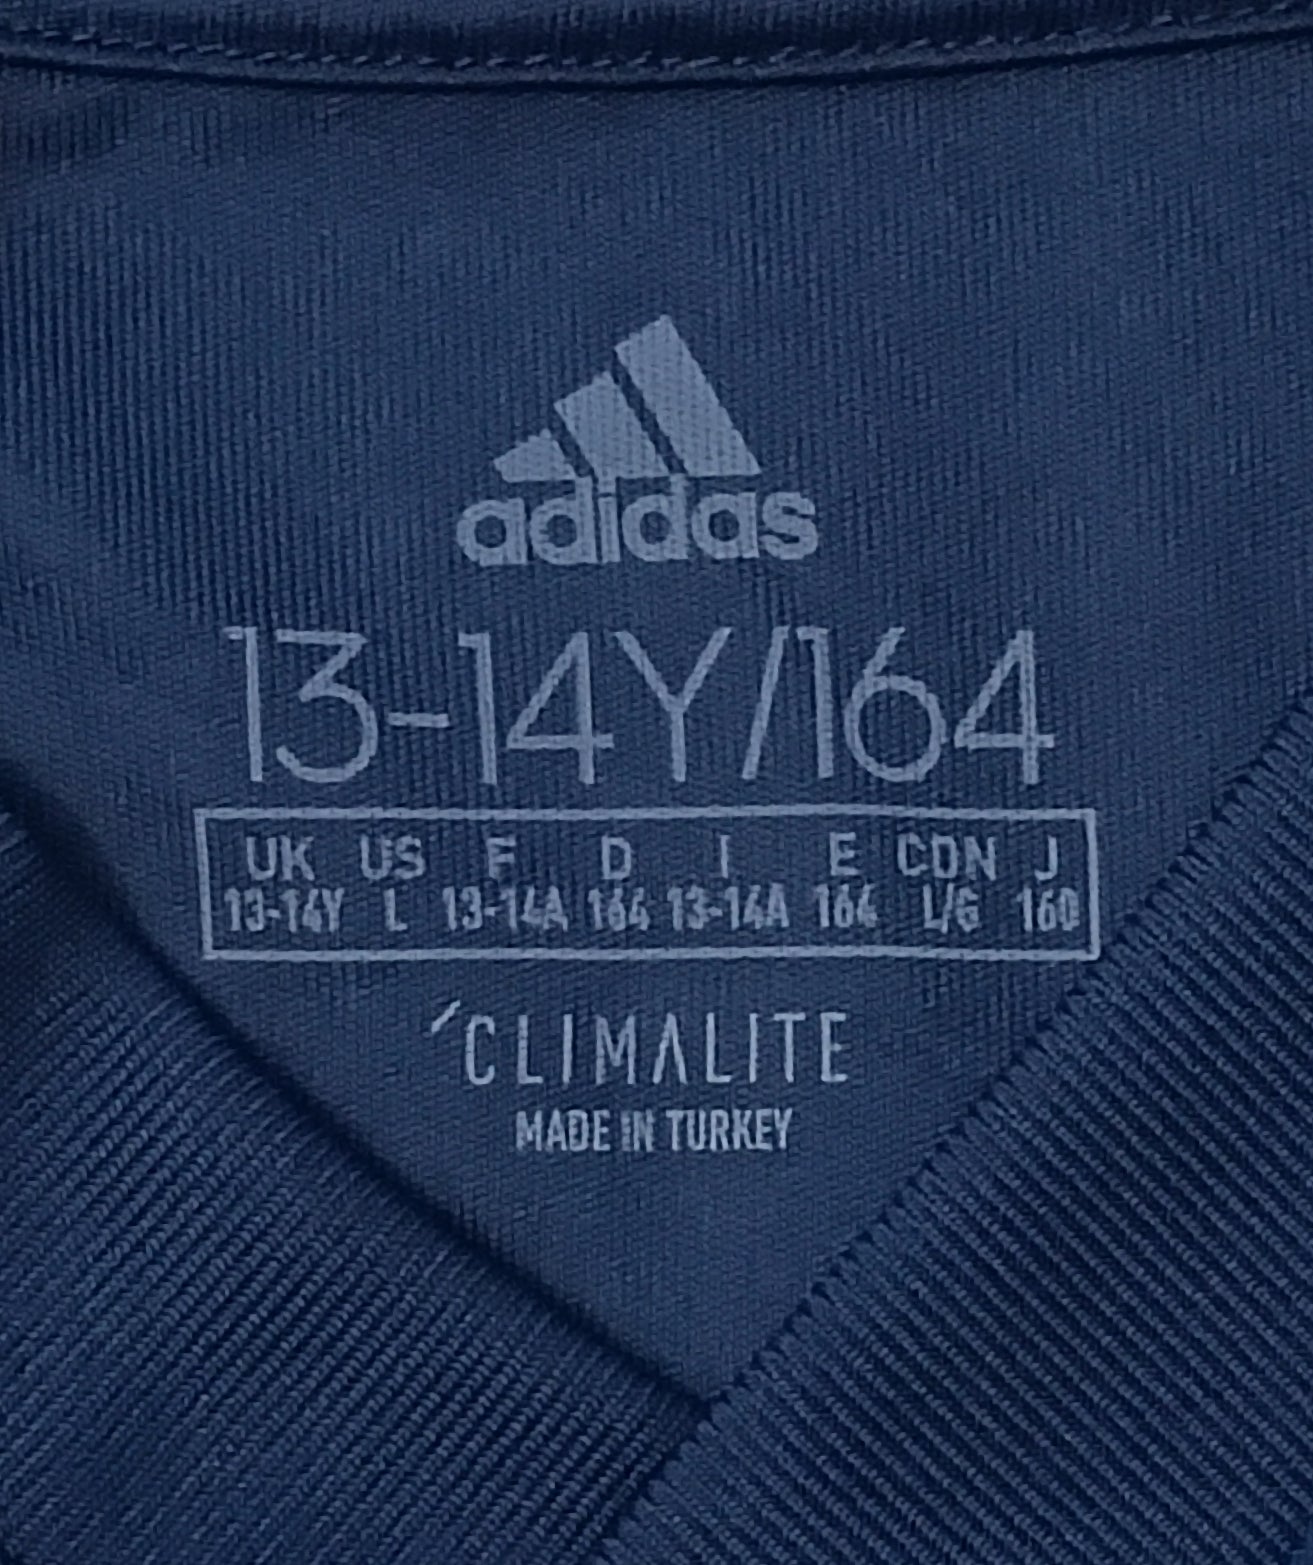 adidas
13-14Y/164
UK US F D I E CDN J
13-14Y L 13-14A 164 13-14A 164 L/G 160
´CLIMALITE
MADE IN TURKEY